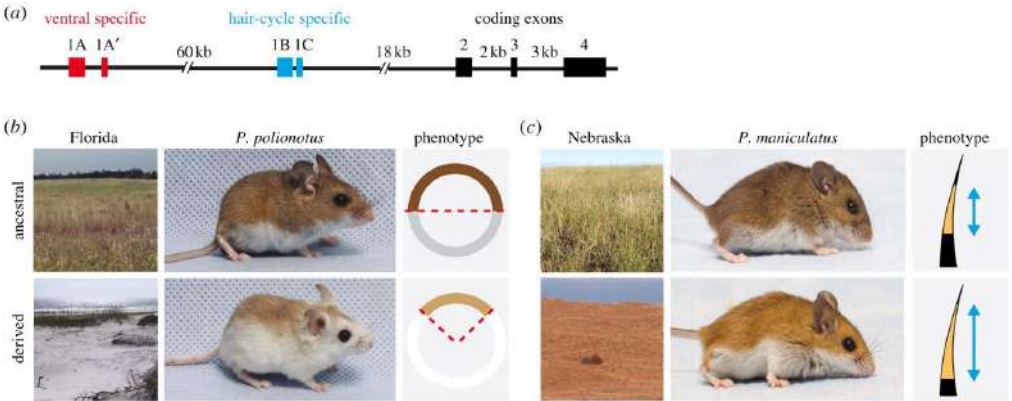 (a)
ventral specific
hair-cycle specific
coding exons
1A 1A′ 60 kb 1B 1C 18 kb 2 2 kb 3 3 kb 4
(b)
Florida
P. polionotus
phenotype
ancestral
derived
(c)
Nebraska
P. maniculatus
phenotype